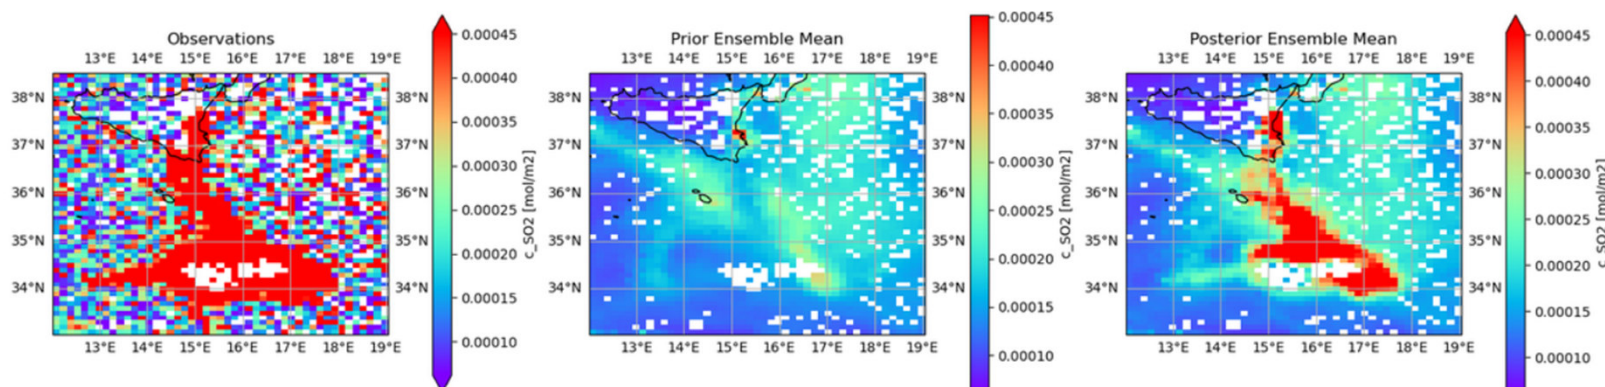 Observations
13°E 14°E 15°E 16°E 17°E 18°E 19°E
38°N 38°N
37°N 37°N
36°N 36°N
35°N 35°N
34°N 34°N
13°E 14°E 15°E 16°E 17°E 18°E 19°E
0.00045
0.00040
0.00035
0.00030
0.00025
0.00020
0.00015
0.00010
c_SO2 [mol/m2]
Prior Ensemble Mean
13°E 14°E 15°E 16°E 17°E 18°E 19°E
38°N
37°N
36°N
35°N
34°N
13°E 14°E 15°E 16°E 17°E 18°E 19°E
0.00045
0.00040
0.00035
0.00030
0.00025
0.00020
0.00015
0.00010
c_SO2 [mol/m2]
Posterior Ensemble Mean
13°E 14°E 15°E 16°E 17°E 18°E 19°E
38°N 38°N
37°N 37°N
36°N 36°N
35°N 35°N
34°N 34°N
13°E 14°E 15°E 16°E 17°E 18°E 19°E
0.00045
0.00040
0.00035
0.00030
0.00025
0.00020
0.00015
0.00010
c_SO2 [mol/m2]